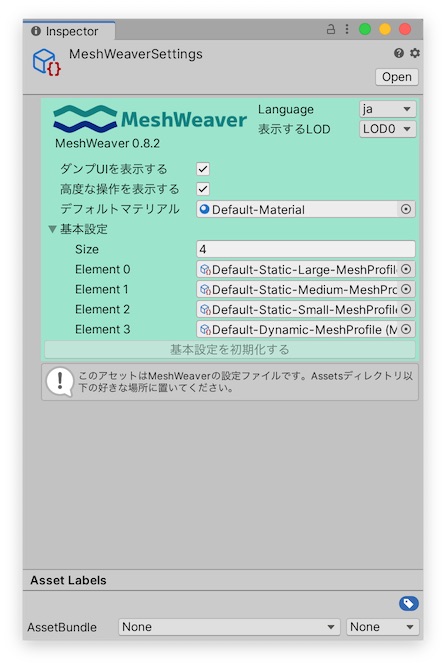 Inspector
MeshWeaverSettings
Open
MeshWeaver
Language
ja
MeshWeaver 0.8.2
表示するLOD
LOD0
ダンプUIを表示する
高度な操作を表示する
デフォルトマテリアル
Default-Material
基本設定
Size
4
Element 0
Default-Static-Large-MeshProfile
Element 1
Default-Static-Medium-MeshPro
Element 2
Default-Static-Small-MeshProfile
Element 3
Default-Dynamic-MeshProfile (M
基本設定を初期化する
このアセットはMeshWeaverの設定ファイルです。Assetsディレクトリ以
下の好きな場所に置いてください。
Asset Labels
AssetBundle
None
None